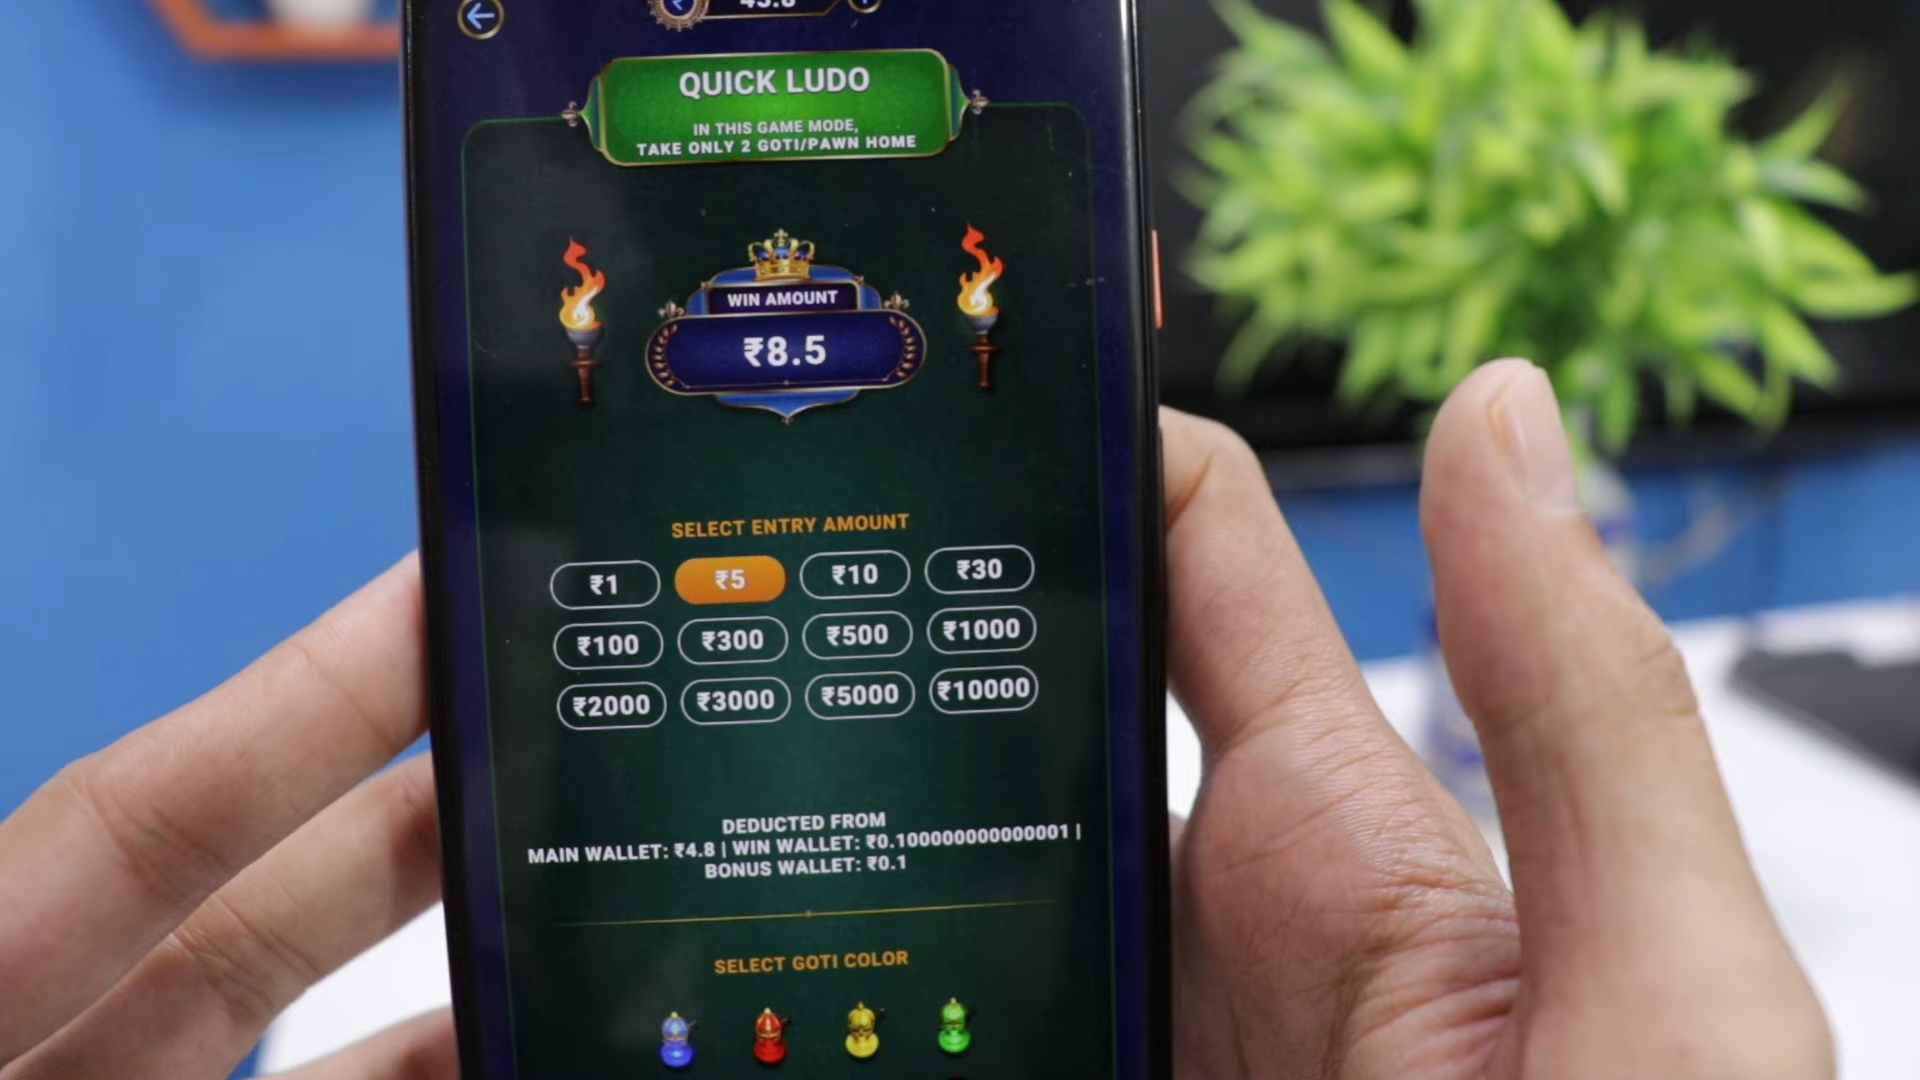 QUICK LUDO
IN THIS GAME MODE,
TAKE ONLY 2 GOTI/PAWN HOME
WIN AMOUNT
₹8.5
SELECT ENTRY AMOUNT
₹1 ₹5 ₹10 ₹30
₹100 ₹300 ₹500 ₹1000
₹2000 ₹3000 ₹5000 ₹10000
DEDUCTED FROM
MAIN WALLET: ₹4.8 | WIN WALLET: ₹0.100000000000001 |
BONUS WALLET: ₹0.1
SELECT GOTI COLOR